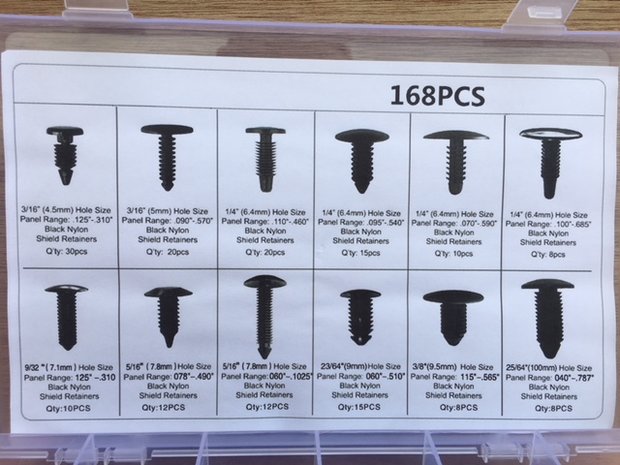 168PCS
3/16" (4.5mm) Hole Size
Panel Range: .125"-.310"
Black Nylon
Shield Retainers
Q'ty: 30pcs
3/16" (5mm) Hole Size
Panel Range: .090"-.570"
Black Nylon
Shield Retainers
Q'ty: 20pcs
1/4" (6.4mm) Hole Size
Panel Range: .110"-.460"
Black Nylon
Shield Retainers
Q'ty: 20pcs
1/4" (6.4mm) Hole Size
Panel Range: .095"-.540"
Black Nylon
Shield Retainers
Q'ty: 15pcs
1/4" (6.4mm) Hole Size
Panel Range: .070"-.590"
Black Nylon
Shield Retainers
Q'ty: 10pcs
1/4" (6.4mm) Hole Size
Panel Range: .100"-.685"
Black Nylon
Shield Retainers
Q'ty: 8pcs
9/32 "(7.1mm) Hole Size
Panel Range: 125"-.310
Black Nylon
Shield Retainers
Qty:10PCS
5/16" (7.8mm) Hole Size
Panel Range: 078"-.490"
Black Nylon
Shield Retainers
Qty:12PCS
5/16" (7.8mm) Hole Size
Panel Range: 060"-.1025"
Black Nylon
Shield Retainers
Qty:12PCS
23/64"(9mm) Hole Size
Panel Range: 060"-.510"
Black Nylon
Shield Retainers
Qty:15PCS
3/8"(9.5mm) Hole Size
Panel Range: 115"-.565"
Black Nylon
Shield Retainers
Qty:8PCS
25/64"(100mm) Hole Size
Panel Range: 040"-.787"
Black Nylon
Shield Retainers
Qty:8PCS